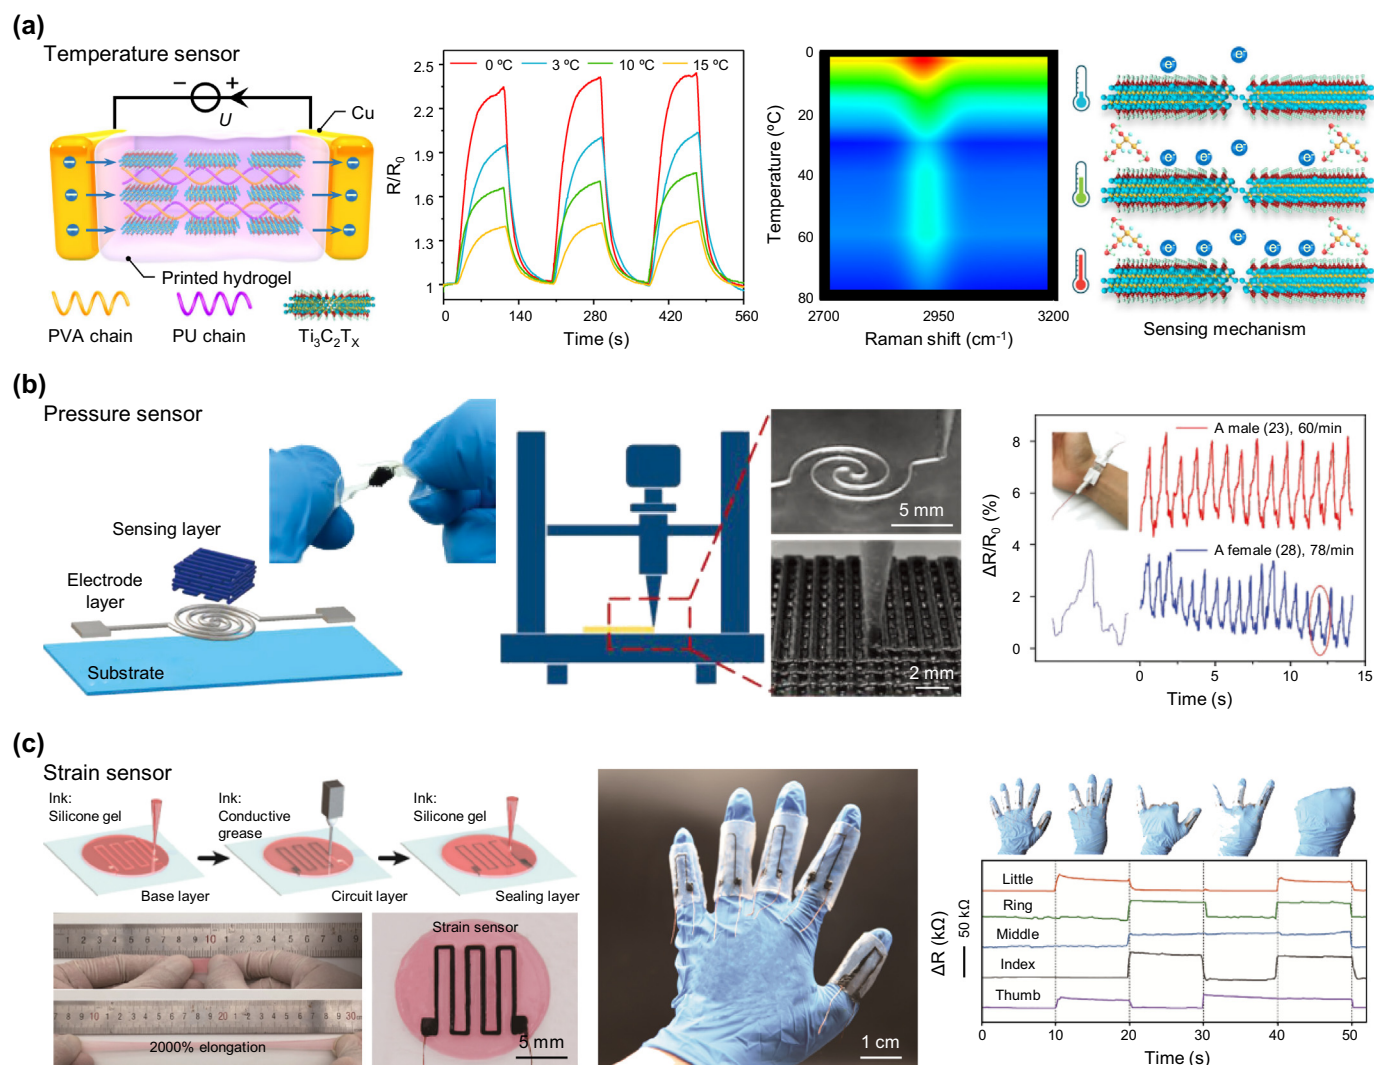 (a)
Temperature sensor
− +
U
Cu
Printed hydrogel
PVA chain
PU chain
Ti₃C₂Tₓ
R/R₀
2.5
2.2
1.9
1.6
1.3
1
0 ºC
3 ºC
10 ºC
15 ºC
0 140 280 420 560
Time (s)
Temperature (ºC)
0
20
40
60
80
2700 2950 3200
Raman shift (cm⁻¹)
e⁻
e⁻
e⁻ e⁻ e⁻ e⁻
e⁻ e⁻ e⁻ e⁻ e⁻
Sensing mechanism
(b)
Pressure sensor
Sensing layer
Electrode
layer
Substrate
5 mm
2 mm
ΔR/R₀ (%)
8
6
4
2
0
A male (23), 60/min
A female (28), 78/min
0 5 10 15
Time (s)
(c)
Strain sensor
Ink:
Silicone gel
Base layer
Ink:
Conductive
grease
Circuit layer
Ink:
Silicone gel
Sealing layer
2000% elongation
Strain sensor
5 mm
1 cm
ΔR (kΩ)
50 kΩ
Little
Ring
Middle
Index
Thumb
0 10 20 30 40 50
Time (s)